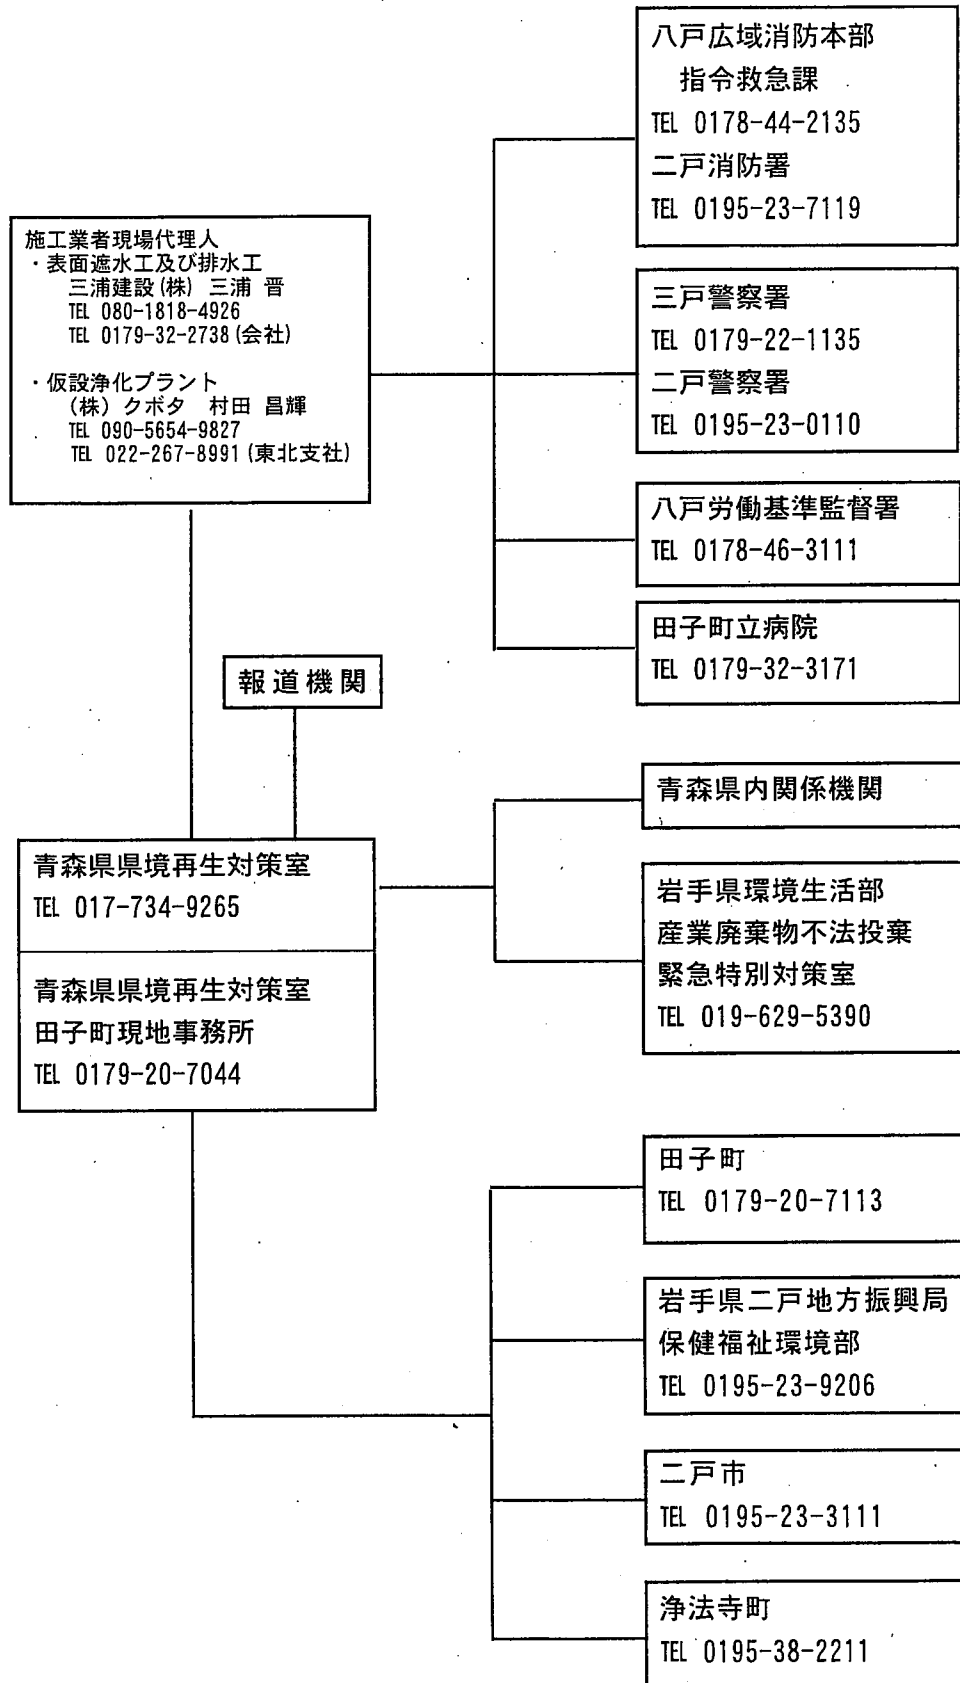 八戸広域消防本部
指令救急課
TEL 0178-44-2135
二戸消防署
TEL 0195-23-7119
施工業者現場代理人
・表面遮水工及び排水工
三浦建設(株) 三浦 晋
TEL 080-1818-4926
TEL 0179-32-2738(会社)
・仮設浄化プラント
(株)クボタ 村田 昌輝
TEL 090-5654-9827
TEL 022-267-8991(東北支社)
三戸警察署
TEL 0179-22-1135
二戸警察署
TEL 0195-23-0110
八戸労働基準監督署
TEL 0178-46-3111
田子町立病院
TEL 0179-32-3171
報道機関
青森県県境再生対策室
TEL 017-734-9265
青森県県境再生対策室
田子町現地事務所
TEL 0179-20-7044
青森県内関係機関
岩手県環境生活部
産業廃棄物不法投棄
緊急特別対策室
TEL 019-629-5390
田子町
TEL 0179-20-7113
岩手県二戸地方振興局
保健福祉環境部
TEL 0195-23-9206
二戸市
TEL 0195-23-3111
浄法寺町
TEL 0195-38-2211